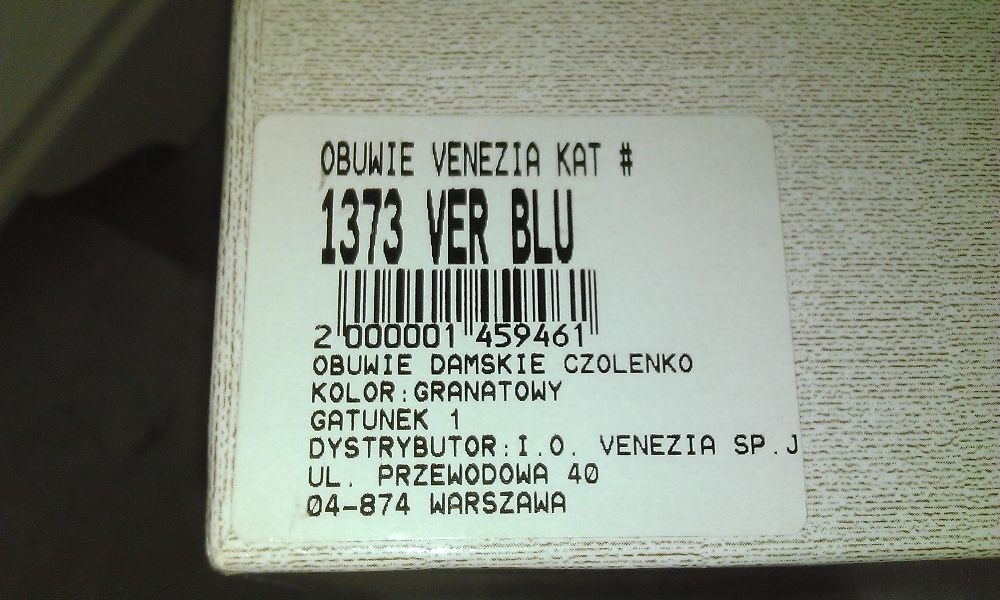 OBUWIE VENEZIA KAT #
1373 VER BLU
2 000001 459461
OBUWIE DAMSKIE CZOLENKO
KOLOR:GRANATOWY
GATUNEK 1
DYSTRYBUTOR:I.O. VENEZIA SP.J
UL. PRZEWODOWA 40
04-874 WARSZAWA